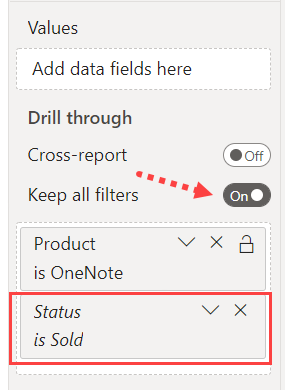 Values
Add data fields here
Drill through
Cross-report Off
Keep all filters On
Product
is OneNote
Status
is Sold